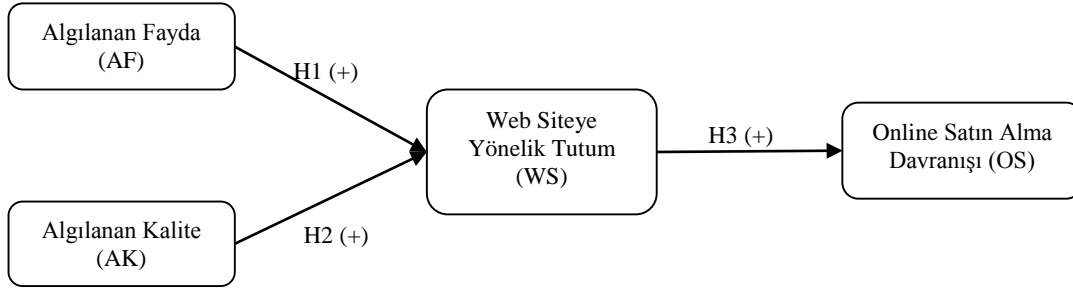 Algılanan Fayda
(AF)
H1 (+)
Web Siteye
Yönelik Tutum
(WS)
H3 (+)
Online Satın Alma
Davranışı (OS)
Algılanan Kalite
(AK)
H2 (+)